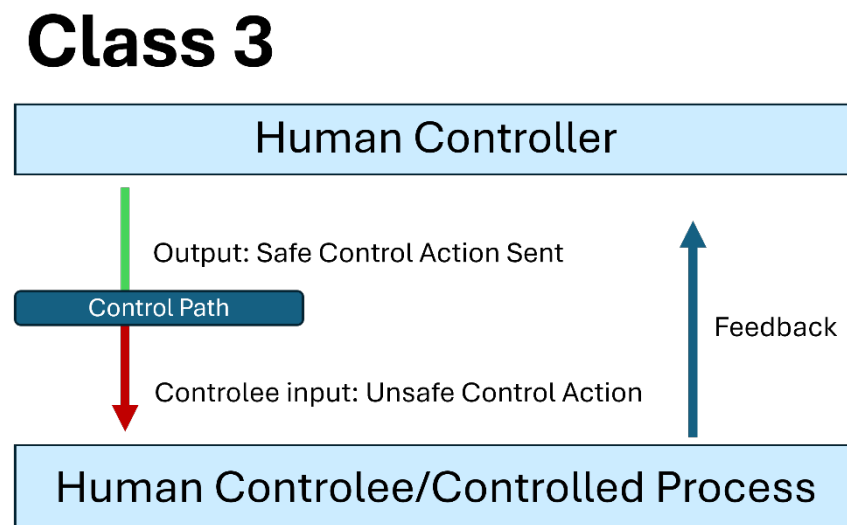 Class 3
Human Controller
Output: Safe Control Action Sent
Control Path
Feedback
Controlee input: Unsafe Control Action
Human Controlee/Controlled Process